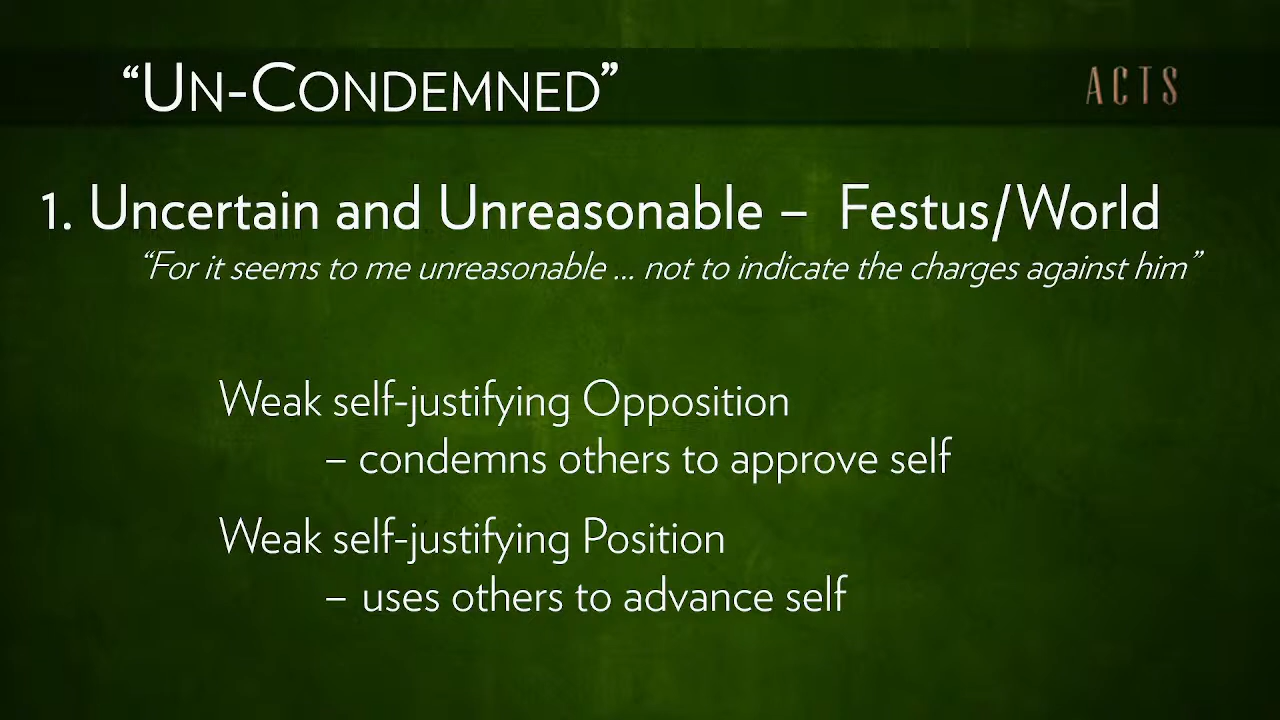 “UN-CONDEMNED”
ACTS
1. Uncertain and Unreasonable – Festus/World
“For it seems to me unreasonable ... not to indicate the charges against him”
Weak self-justifying Opposition
– condemns others to approve self
Weak self-justifying Position
– uses others to advance self